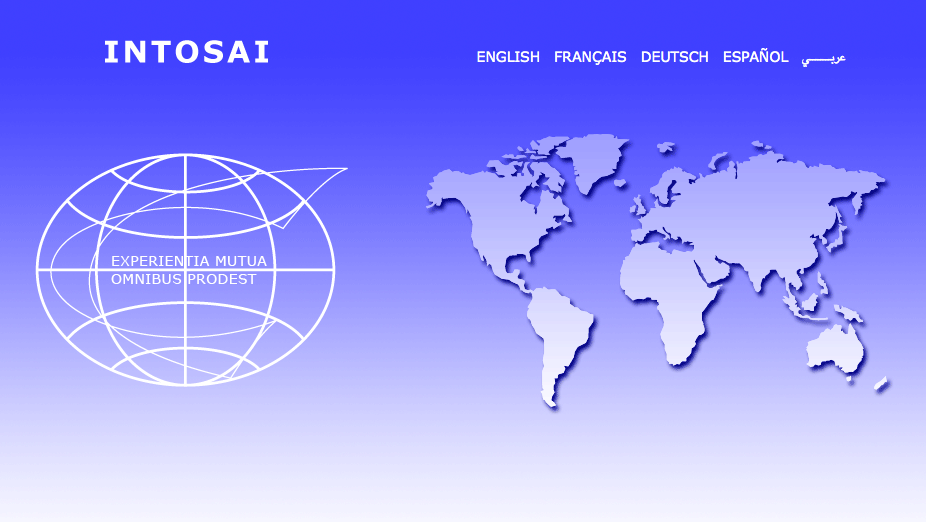 INTOSAI
ENGLISH FRANÇAIS DEUTSCH ESPAÑOL عربـــــي
EXPERIENTIA MUTUA
OMNIBUS PRODEST